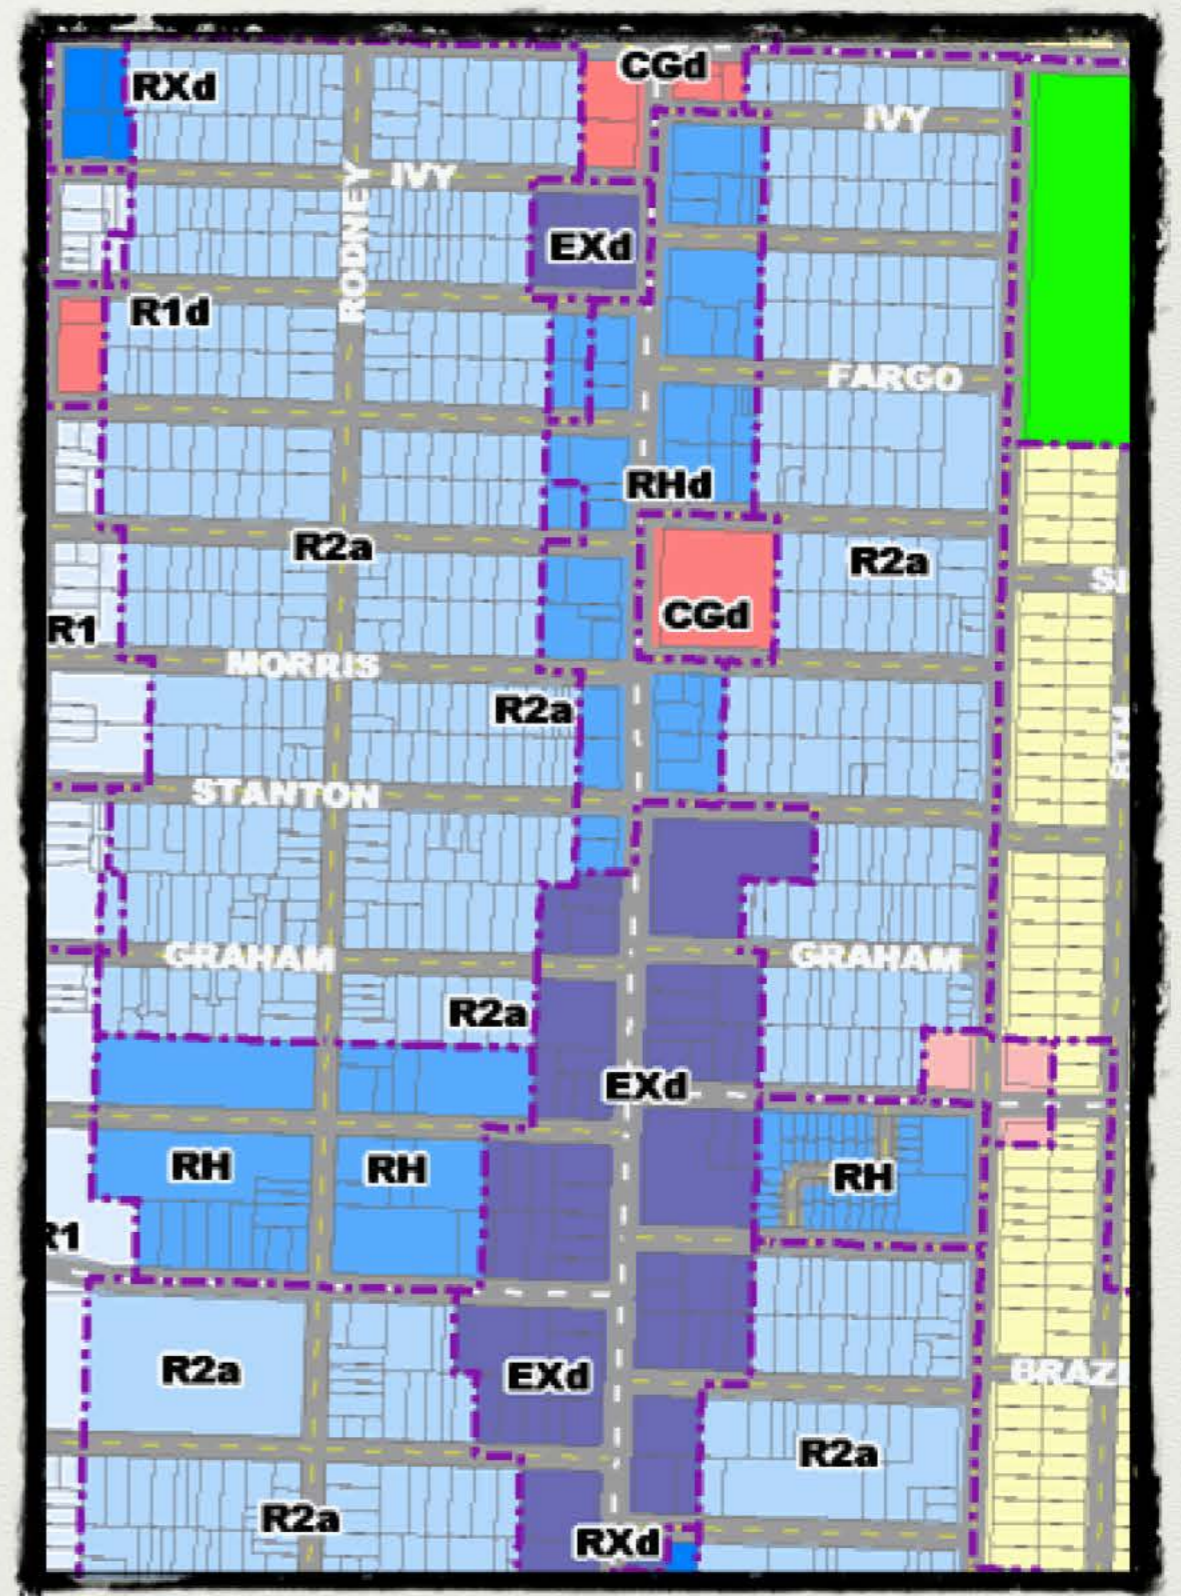 CGd
RXd
IVY
IVY
RODNEY
EXd
R1d
FARGO
RHd
R2a
R2a
CGd
R1
MORRIS
R2a
STANTON
GRAHAM
GRAHAM
R2a
EXd
RH
RH
RH
R1
R2a
EXd
BRAZ
R2a
R2a
RXd